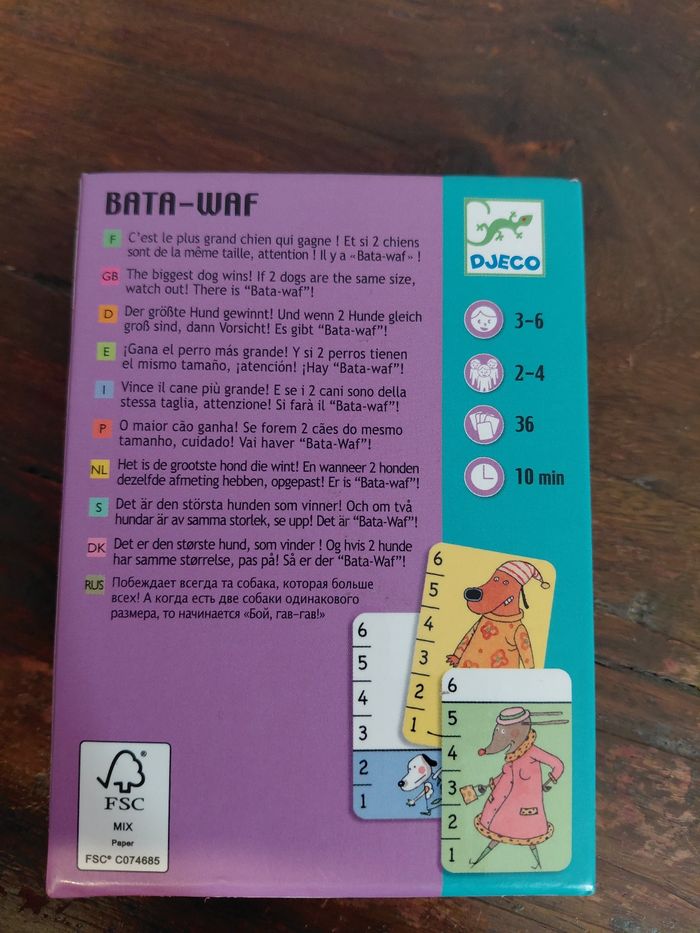 BATA-WAF
F C'est le plus grand chien qui gagne ! Et si 2 chiens
sont de la même taille, attention ! Il y a «Bata-waf» !
GB The biggest dog wins! If 2 dogs are the same size,
watch out! There is “Bata-waf”!
D Der größte Hund gewinnt! Und wenn 2 Hunde gleich
groß sind, dann Vorsicht! Es gibt “Bata-waf”!
E ¡Gana el perro más grande! Y si 2 perros tienen
el mismo tamaño, ¡atención! ¡Hay “Bata-waf”!
I Vince il cane più grande! E se i 2 cani sono della
stessa taglia, attenzione! Si farà il “Bata-waf”!
P O maior cão ganha! Se forem 2 cães do mesmo
tamanho, cuidado! Vai haver “Bata-Waf”!
NL Het is de grootste hond die wint! En wanneer 2 honden
dezelfde afmeting hebben, opgepast! Er is “Bata-waf”!
S Det är den största hunden som vinner! Och om två
hundar är av samma storlek, se upp! Det är “Bata-Waf”!
DK Det er den største hund, som vinder ! Og hvis 2 hunde
har samme størrelse, pas på! Så er der “Bata-Waf”!
RUS Побеждает всегда та собака, которая больше
всех! А когда есть две собаки одинакового
размера, то начинается «Бой, гав-гав!»
DJECO
3-6
2-4
36
10 min
6
5
4
3
2
1
6
5
4
3
2
1
6
5
4
3
2
1
FSC
MIX
Paper
FSC® C074685